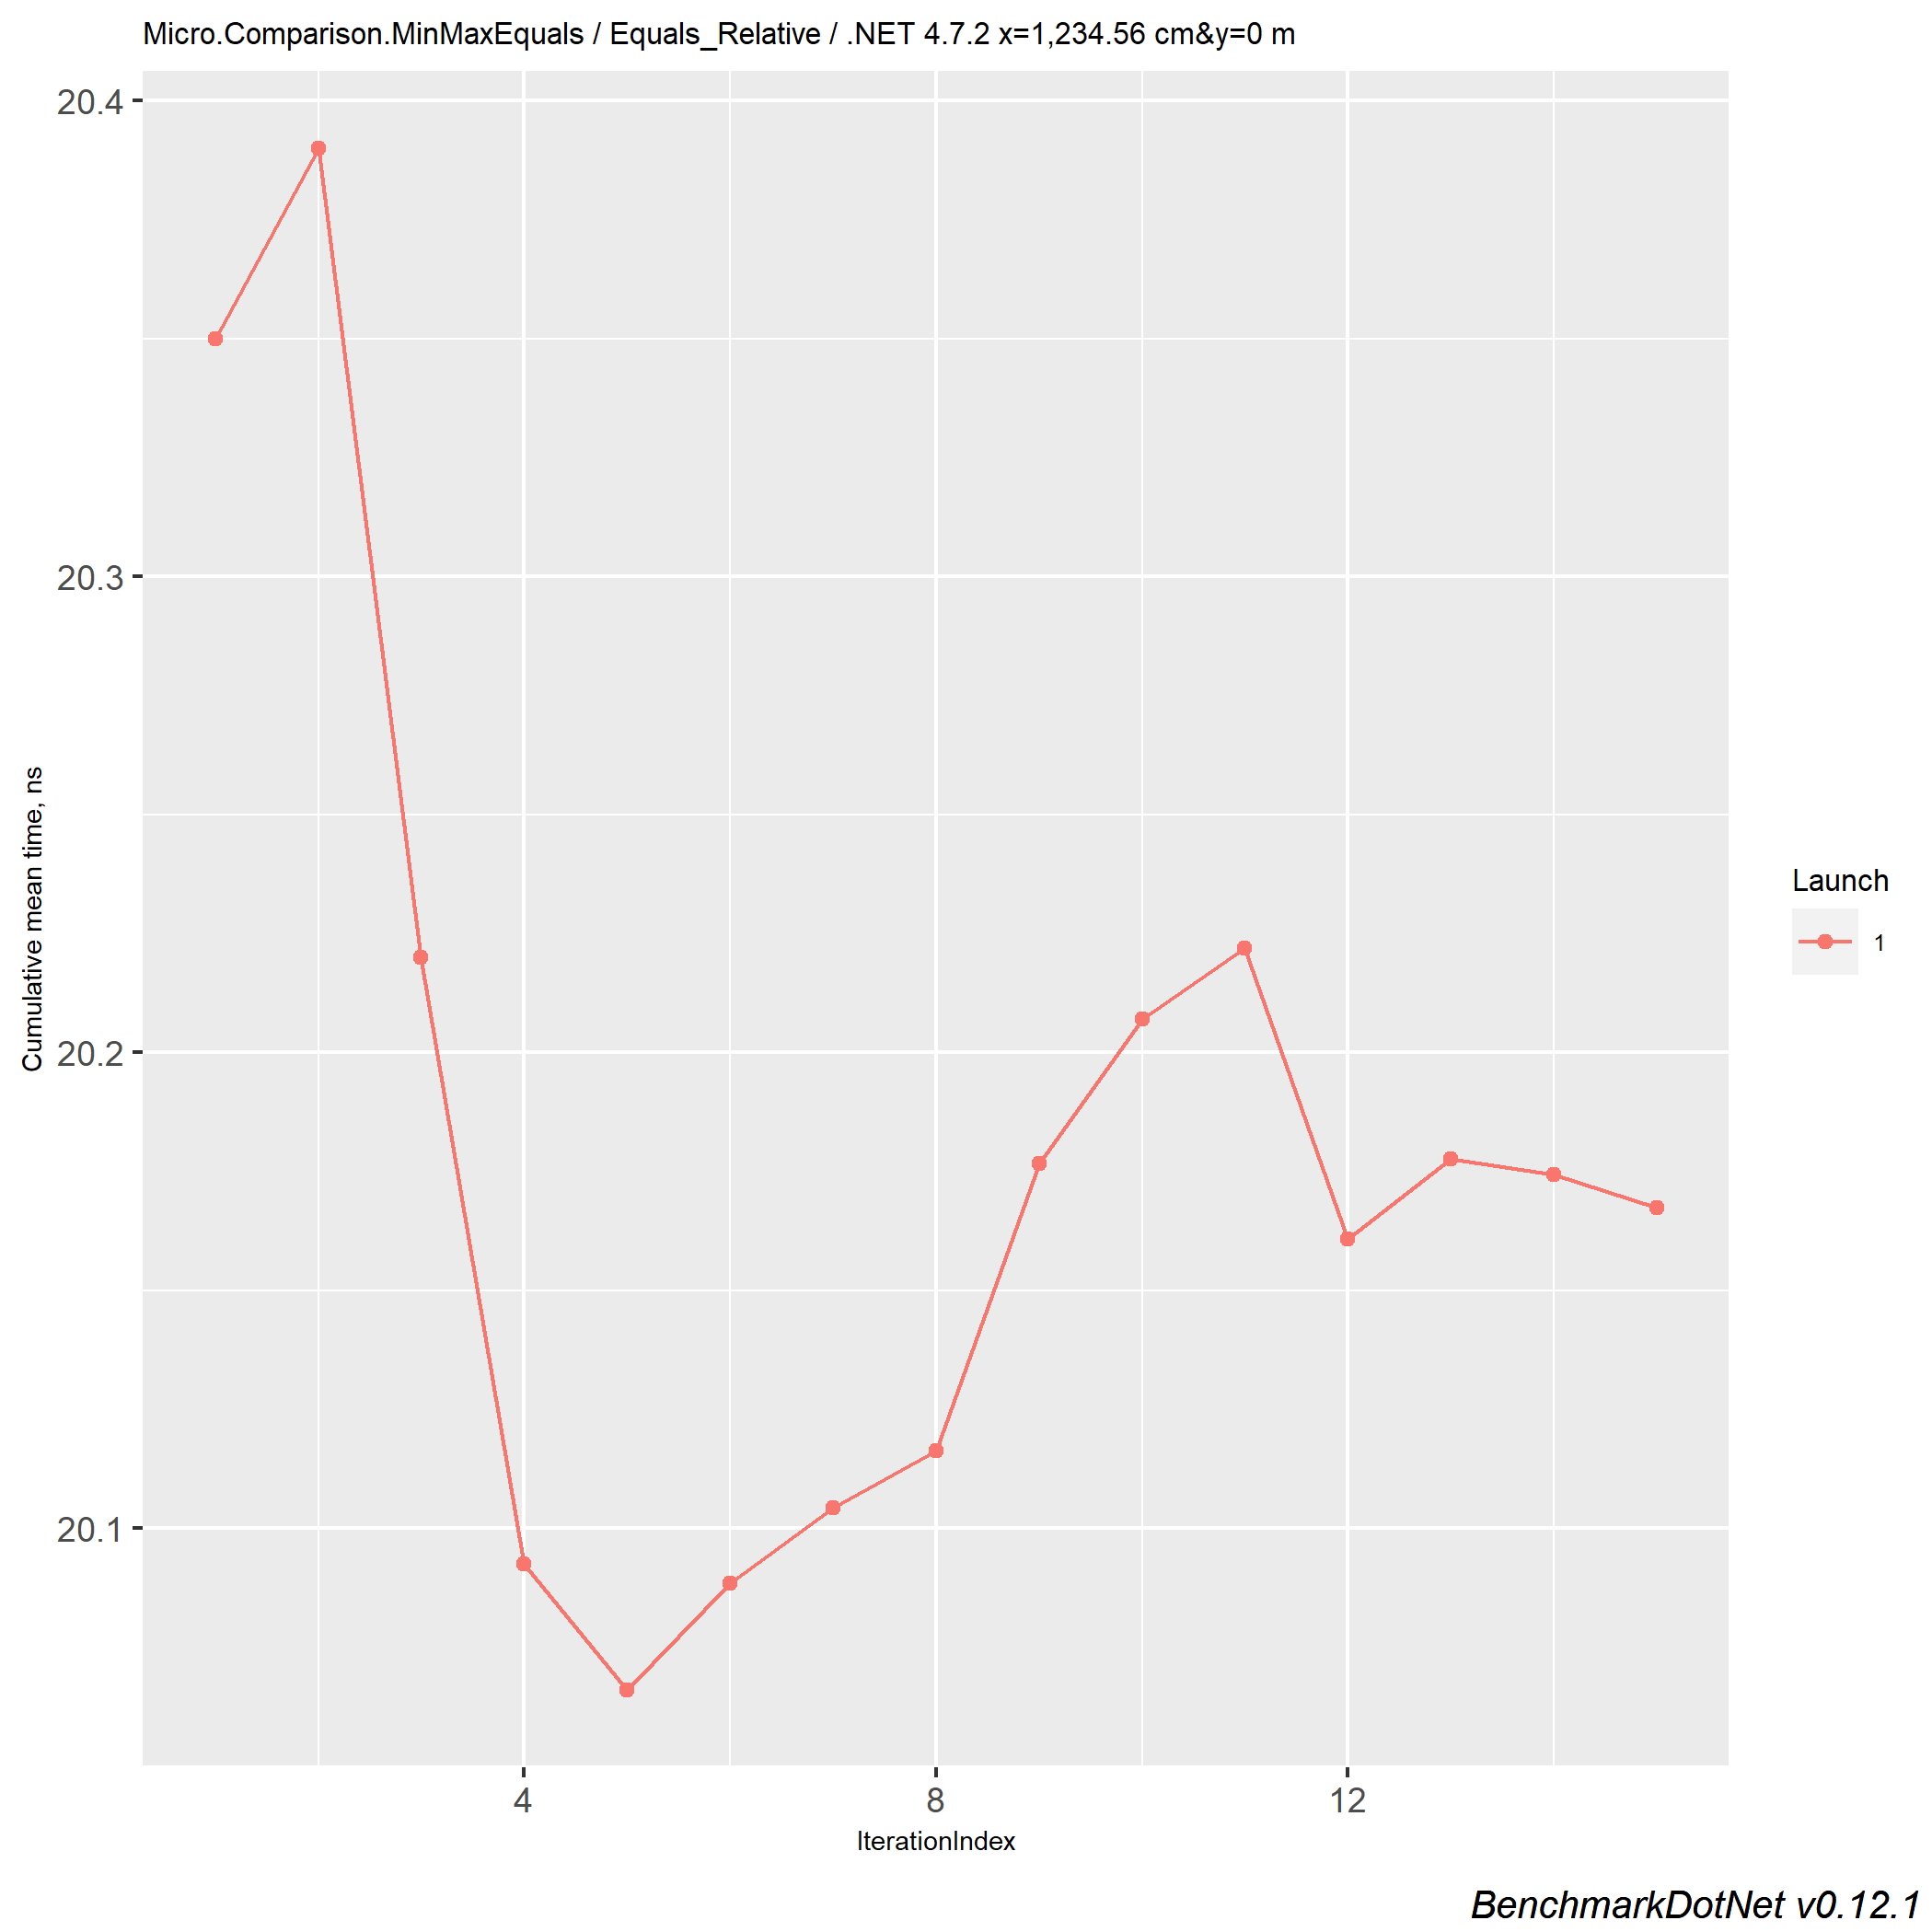 Micro.Comparison.MinMaxEquals / Equals_Relative / .NET 4.7.2 x=1,234.56 cm&y=0 m
20.4
20.3
20.2
20.1
Cumulative mean time, ns
4
8
12
IterationIndex
Launch
1
BenchmarkDotNet v0.12.1